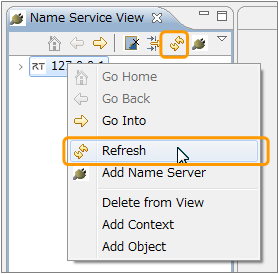 Name Service View
RT 127.0.0.1
Go Home
Go Back
Go Into
Refresh
Add Name Server
Delete from View
Add Context
Add Object